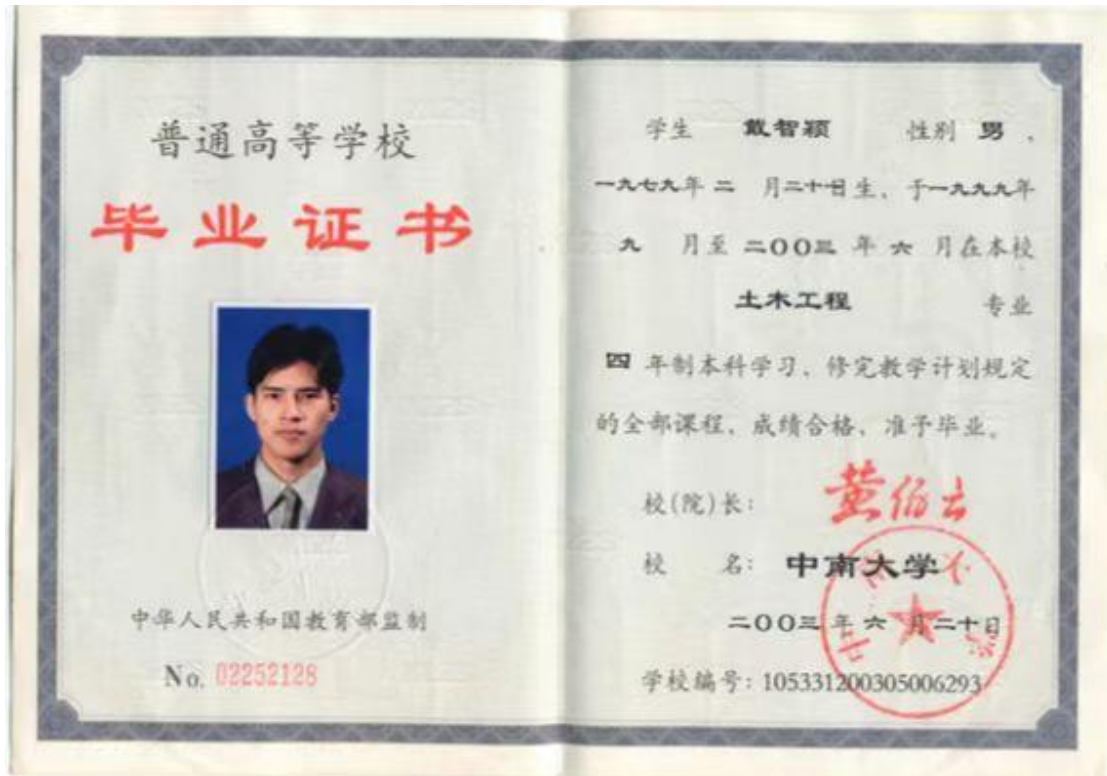 普通高等学校
毕业证书
中华人民共和国教育部监制
No. 02252128
学生 戴智颖 性别 男、
一九七九年 二 月二十日生、于一九九九年
九 月至 二〇〇三 年 六 月在本校
土木工程 专业
四 年制本科学习、修完教学计划规定
的全部课程、成绩合格、准予毕业。
校(院)长: 黄伯云
校 名: 中南大学
二〇〇三 年 六 月二十日
学校编号: 105331200305006293